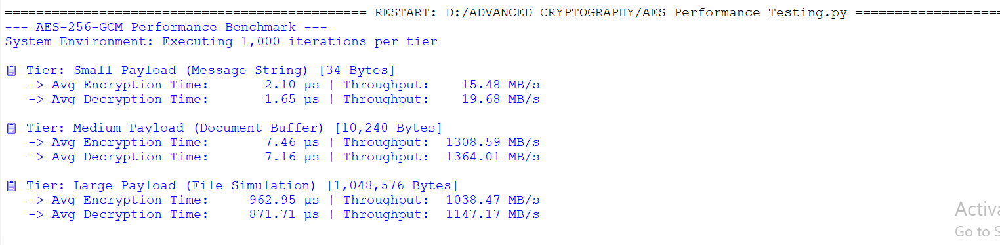 ============================================== RESTART: D:/ADVANCED CRYPTOGRAPHY/AES Performance Testing.py ===================
--- AES-256-GCM Performance Benchmark ---
System Environment: Executing 1,000 iterations per tier
📋 Tier: Small Payload (Message String) [34 Bytes]
-> Avg Encryption Time:       2.10 µs | Throughput:    15.48 MB/s
-> Avg Decryption Time:       1.65 µs | Throughput:    19.68 MB/s
📋 Tier: Medium Payload (Document Buffer) [10,240 Bytes]
-> Avg Encryption Time:       7.46 µs | Throughput:  1308.59 MB/s
-> Avg Decryption Time:       7.16 µs | Throughput:  1364.01 MB/s
📋 Tier: Large Payload (File Simulation) [1,048,576 Bytes]
-> Avg Encryption Time:     962.95 µs | Throughput:  1038.47 MB/s
-> Avg Decryption Time:     871.71 µs | Throughput:  1147.17 MB/s
Activa
Go to S